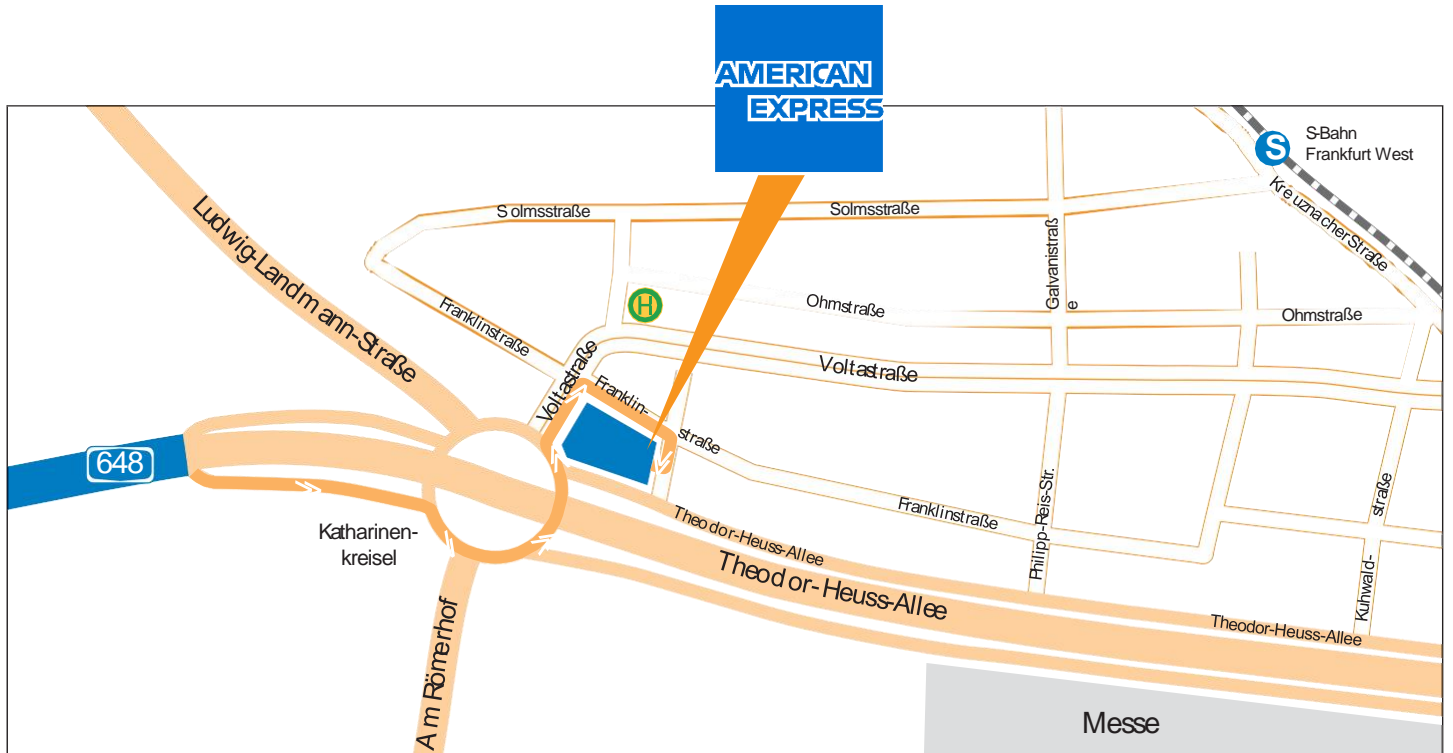 AMERICAN
EXPRESS
S
S-Bahn
Frankfurt West
Ludwig-Landmann-Straße
Solmsstraße
Solmsstraße
Kreuznacher Straße
Galvanistraß
e
H
Ohmstraße
Ohmstraße
Franklinstraße
Voltastraße
Voltastraße
Franklin-
straße
648
Katharinen-
kreisel
Franklinstraße
Philipp-Reis-Str.
Kuhwald-
straße
Theodor-Heuss-Allee
Theodor-Heuss-Allee
Theodor-Heuss-Allee
Am Römerhof
Messe